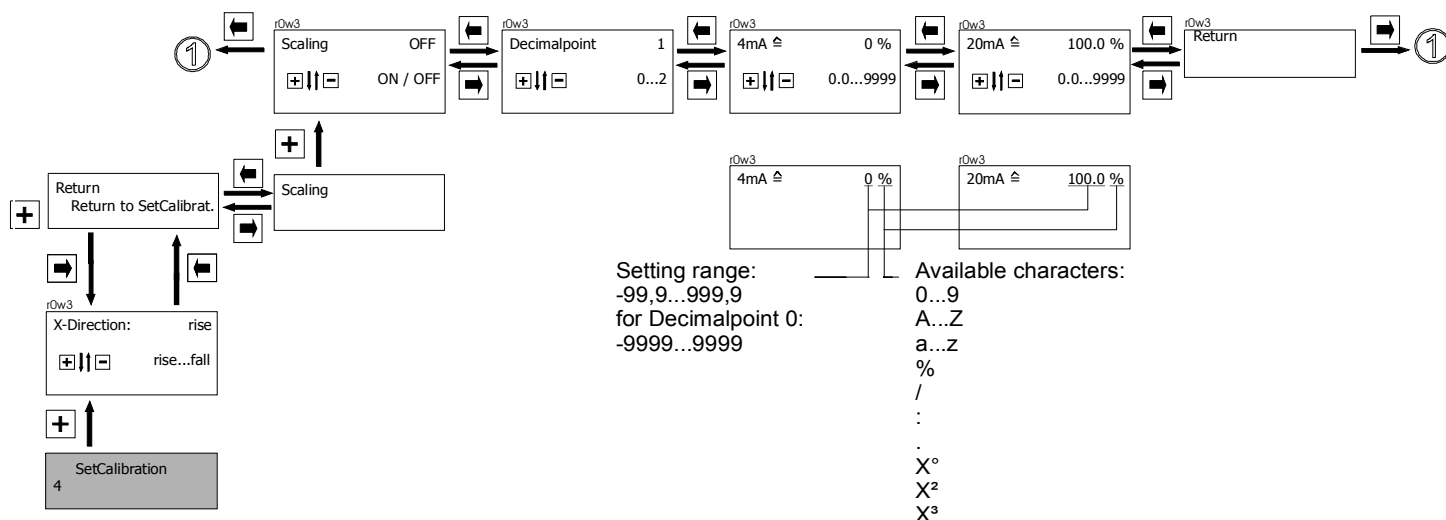 r0w3
Scaling OFF
ON / OFF
r0w3
Decimalpoint 1
0...2
r0w3
4mA ≙ 0 %
0.0...9999
r0w3
20mA ≙ 100.0 %
0.0...9999
r0w3
Return
1
1
+
Return
Return to SetCalibrat.
+
Scaling
r0w3
4mA ≙ 0 %
r0w3
20mA ≙ 100.0 %
r0w3
X-Direction: rise
rise...fall
+
SetCalibration
4
Setting range:
-99,9...999,9
for Decimalpoint 0:
-9999...9999
Available characters:
0...9
A...Z
a...z
%
/
:
.
X°
X²
X³